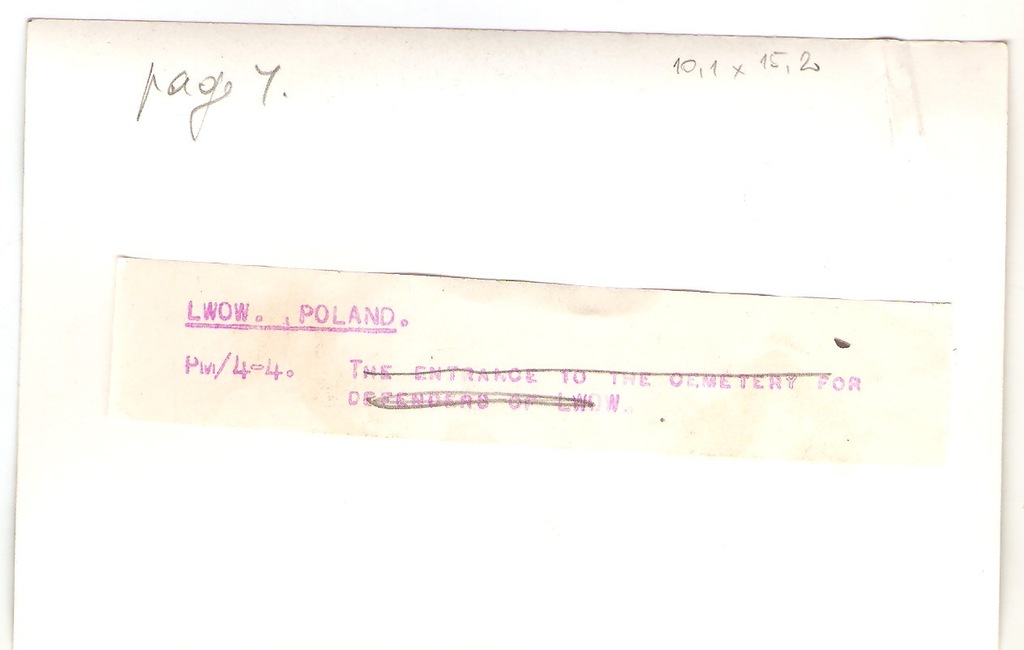 page 7.
10,1 x 15,2
LWOW. , POLAND.
PM/4-4. THE ENTRANCE TO THE CEMETERY FOR
DEFENDERS OF LWOW.